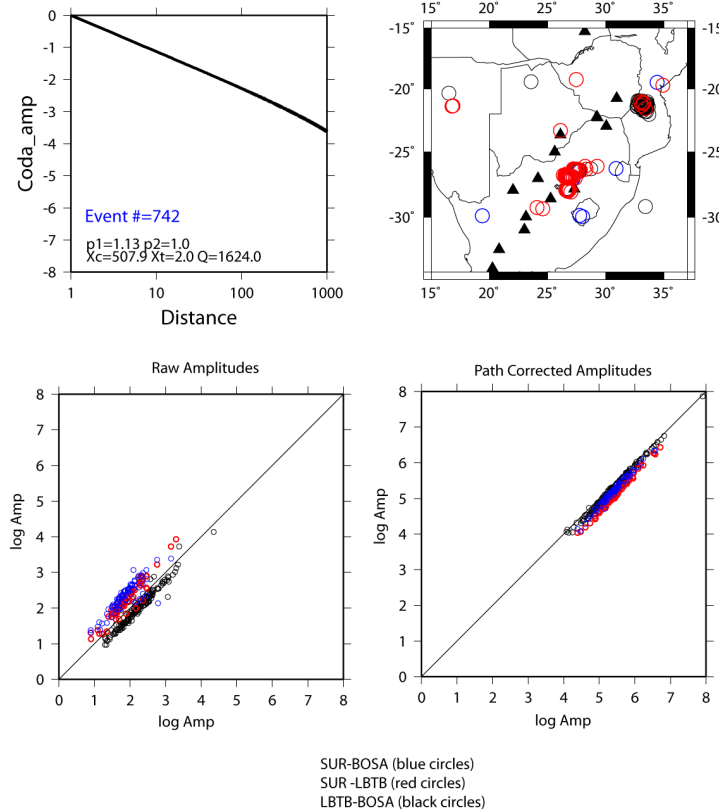 0
-1
-2
-3
-4
-5
-6
-7
-8
Coda_amp
Event #=742
p1=1.13 p2=1.0
Xc=507.9 Xt=2.0 Q=1624.0
1 10 100 1000
Distance
-15˚ -15
-20˚ -20
-25˚ -25
-30˚ -30
15˚ 20˚ 25˚ 30˚ 35˚
Raw Amplitudes
8
7
6
5
4
3
2
1
0
log Amp
0 1 2 3 4 5 6 7 8
log Amp
Path Corrected Amplitudes
8
7
6
5
4
3
2
1
0
log Amp
0 1 2 3 4 5 6 7 8
log Amp
SUR-BOSA (blue circles)
SUR -LBTB (red circles)
LBTB-BOSA (black circles)